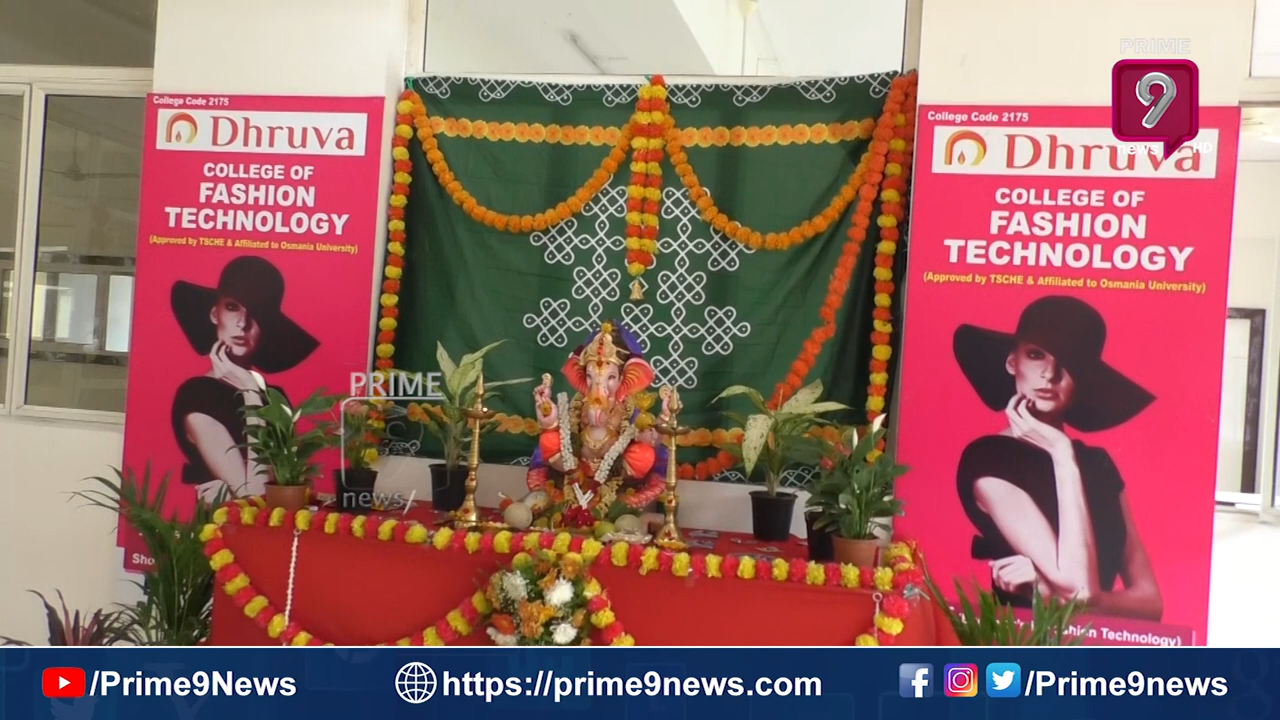 College Code 2175
Dhruva
COLLEGE OF
FASHION
TECHNOLOGY
(Approved by TSCHE & Affiliated to Osmania University)
Sho
College Code 2175
Dhruva
COLLEGE OF
FASHION
TECHNOLOGY
(Approved by TSCHE & Affiliated to Osmania University)
Fashion Technology)
PRIME
9
news HD
PRIME
news
/Prime9News
https://prime9news.com
/Prime9news